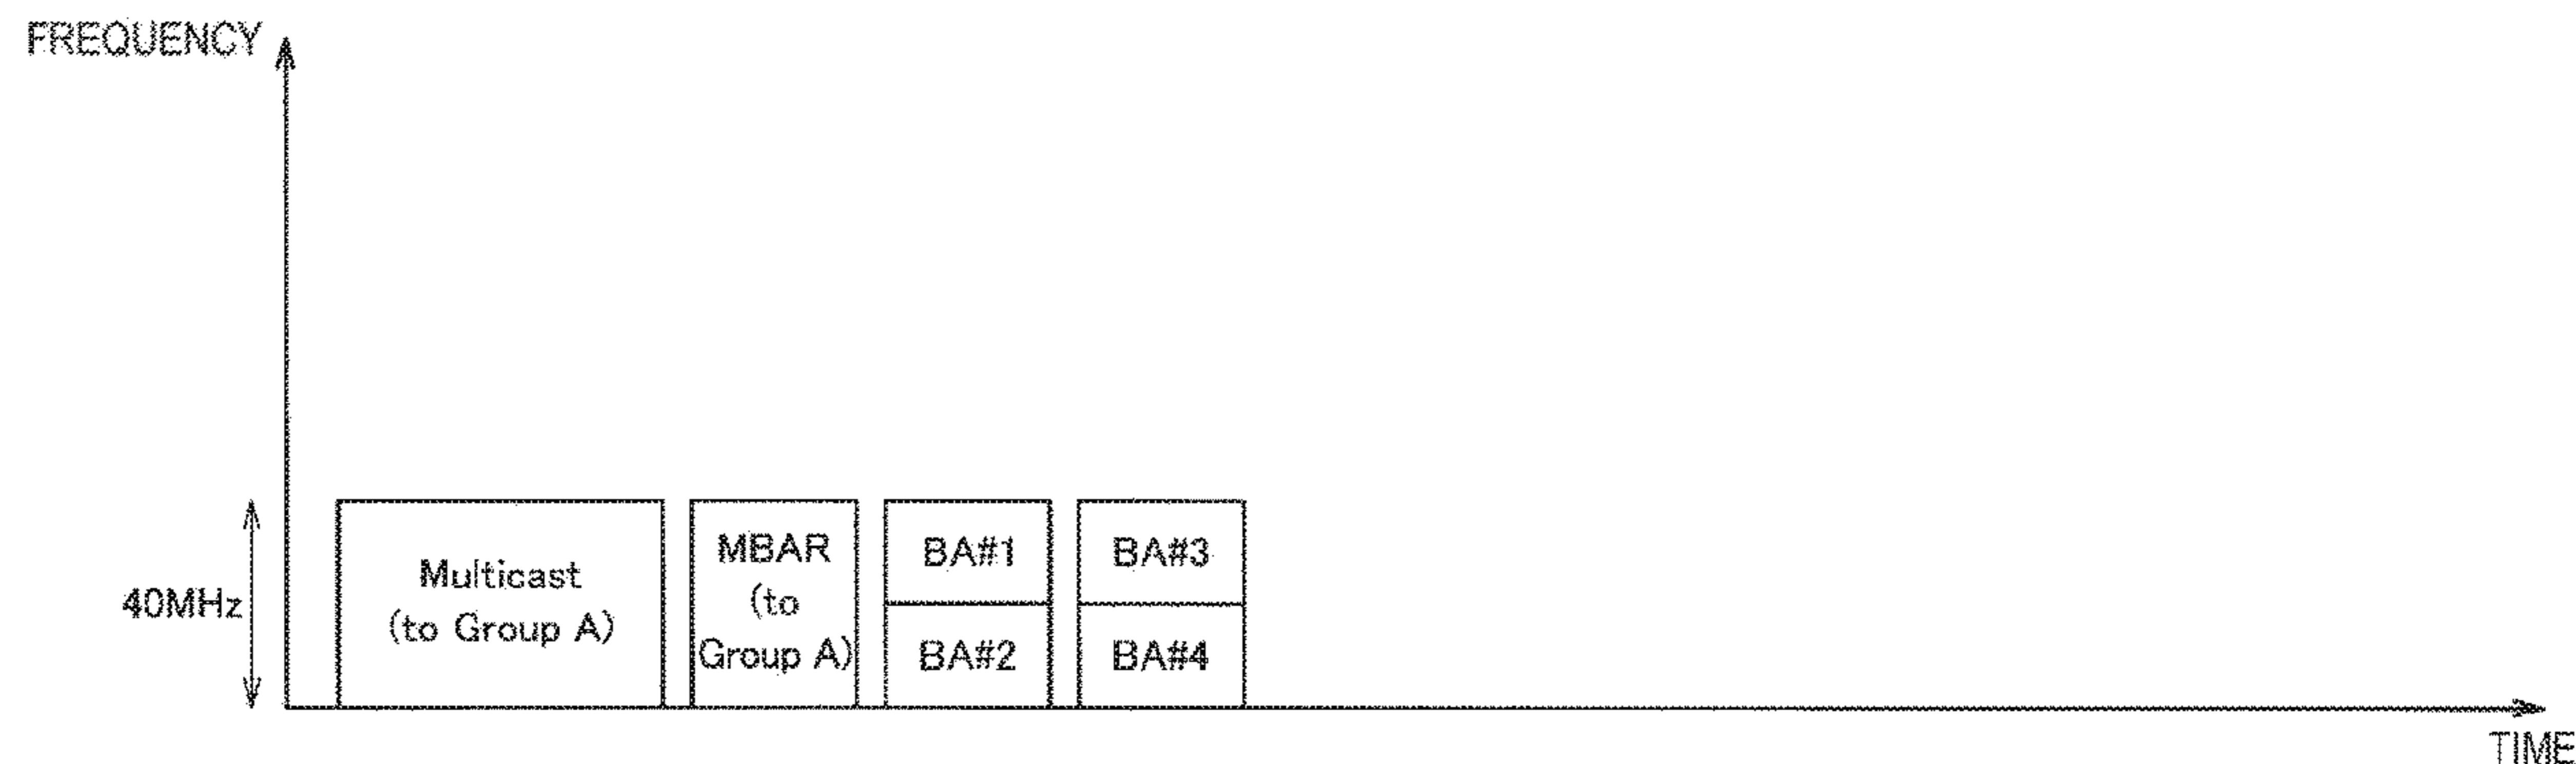 FREQUENCY
40MHz
Multicast
(to Group A)
MBAR
(to
Group A)
BA#1
BA#2
BA#3
BA#4
TIME